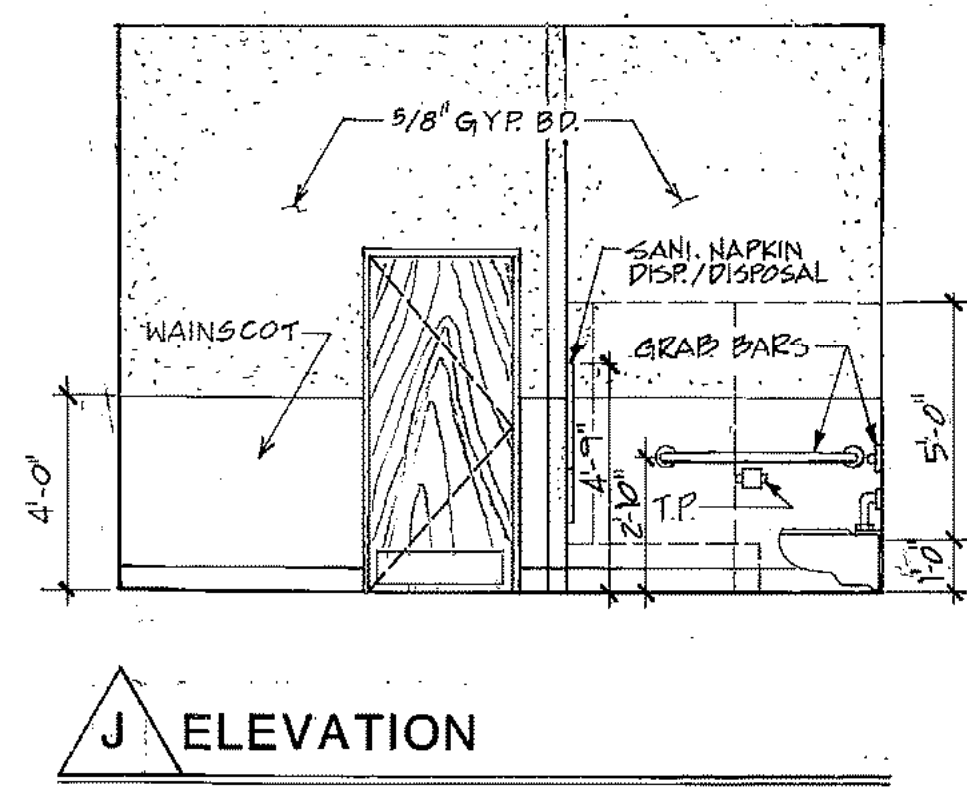 5/8" GYP. BD.
SANI. NAPKIN
DISP./DISPOSAL
WAINSCOT
GRAB BARS
4'-0"
4'-9"
2'-10"
T.P.
5'-0"
1'-0"
J ELEVATION